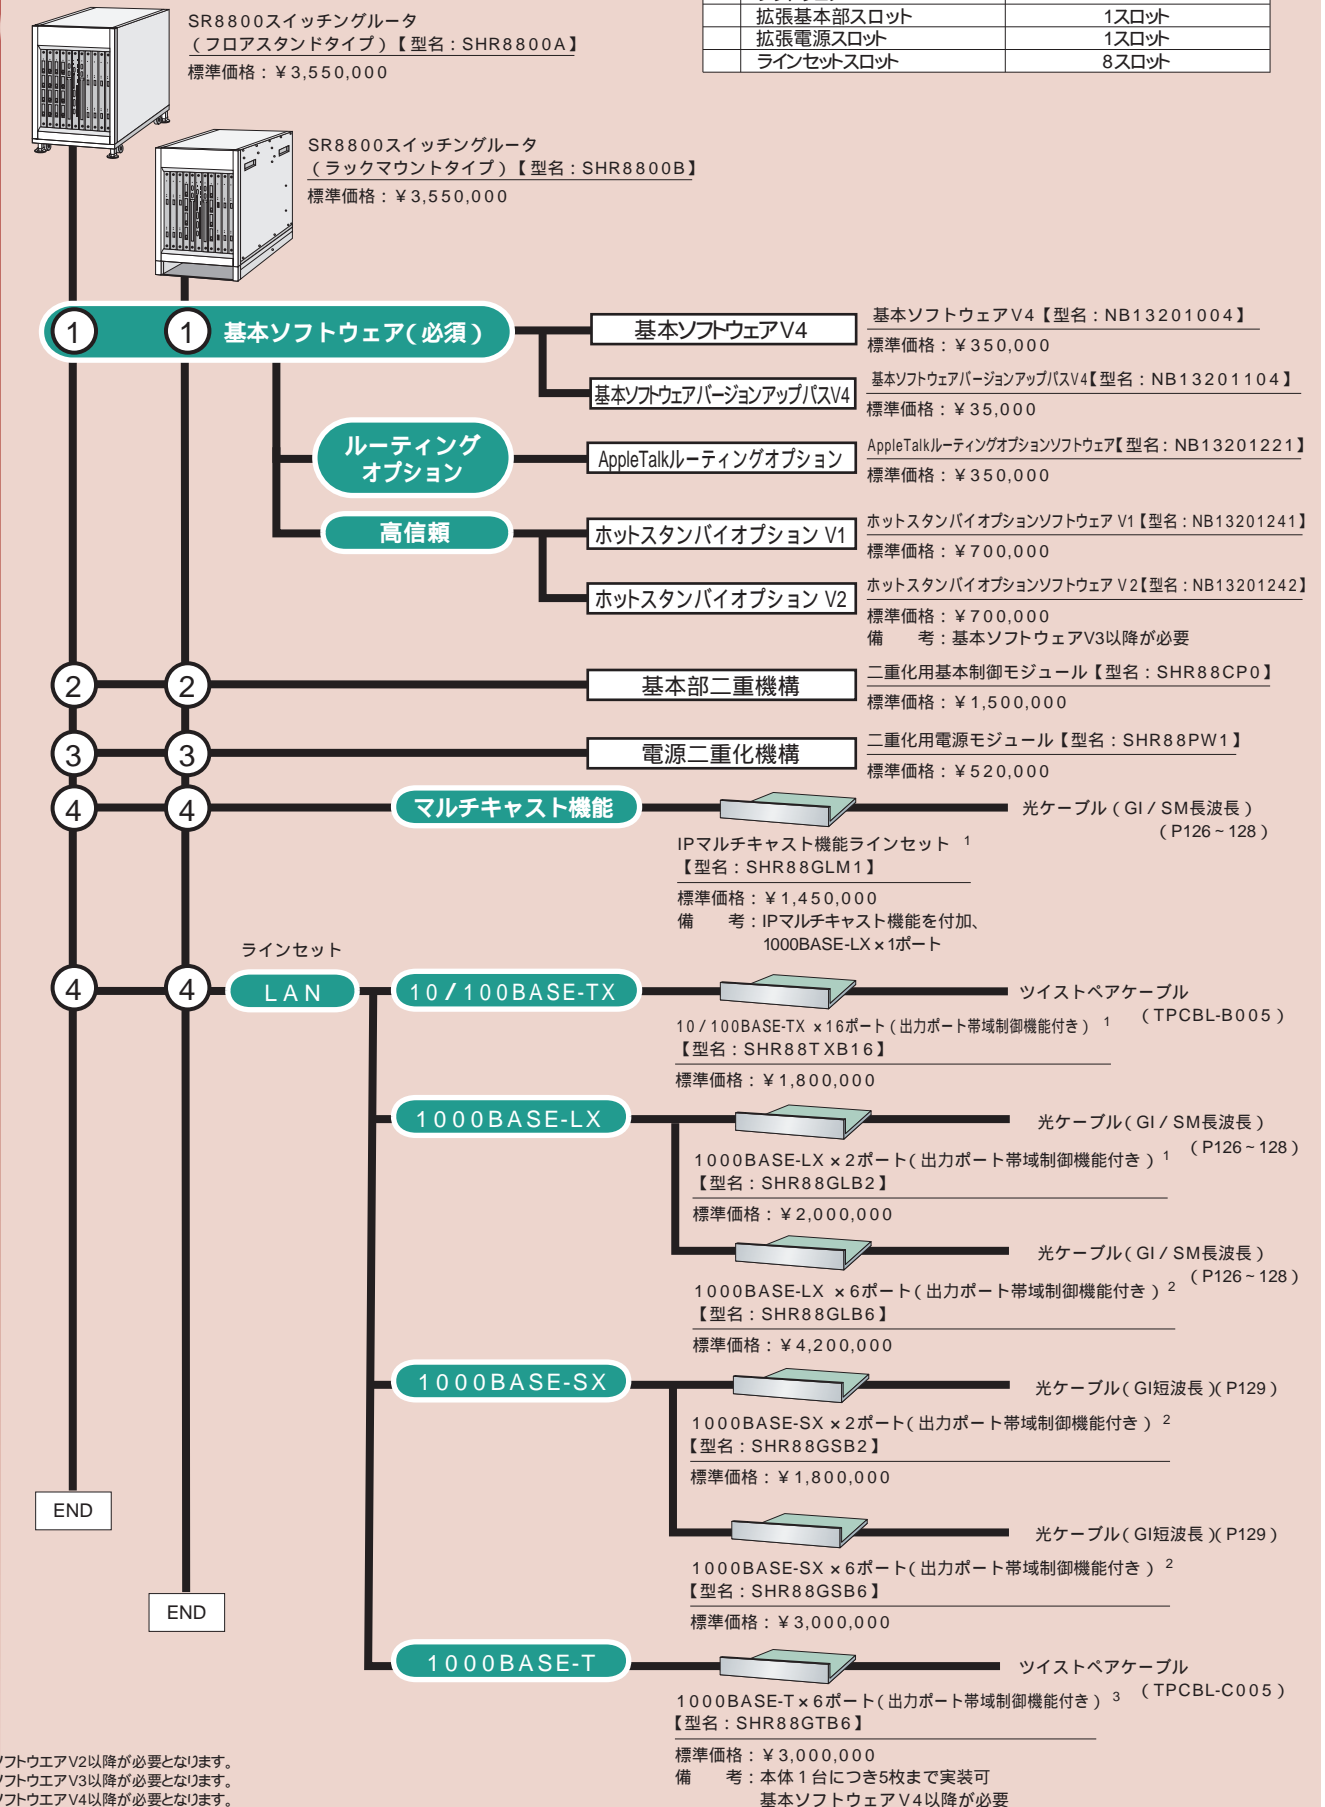 SR8800スイッチングルータ
(フロアスタンドタイプ)【型名:SHR8800A】
標準価格:¥3,550,000
拡張基本部スロット 1スロット
拡張電源スロット 1スロット
ラインセットスロット 8スロット
SR8800スイッチングルータ
(ラックマウントタイプ)【型名:SHR8800B】
標準価格:¥3,550,000
1 1 基本ソフトウェア(必須)
基本ソフトウェアV4
基本ソフトウェアV4【型名:NB13201004】
標準価格:¥350,000
基本ソフトウェアバージョンアップパスV4
基本ソフトウェアバージョンアップパスV4【型名:NB13201104】
標準価格:¥35,000
ルーティング
オプション
AppleTalkルーティングオプション
AppleTalkルーティングオプションソフトウェア【型名:NB13201221】
標準価格:¥350,000
高信頼
ホットスタンバイオプション V1
ホットスタンバイオプションソフトウェア V1【型名:NB13201241】
標準価格:¥700,000
ホットスタンバイオプション V2
ホットスタンバイオプションソフトウェア V2【型名:NB13201242】
標準価格:¥700,000
備 考:基本ソフトウェアV3以降が必要
2 2 基本部二重機構
二重化用基本制御モジュール【型名:SHR88CP0】
標準価格:¥1,500,000
3 3 電源二重化機構
二重化用電源モジュール【型名:SHR88PW1】
標準価格:¥520,000
4 4 マルチキャスト機能
光ケーブル(GI/SM長波長)
(P126~128)
IPマルチキャスト機能ラインセット 1
【型名:SHR88GLM1】
標準価格:¥1,450,000
備 考:IPマルチキャスト機能を付加、
1000BASE-LX×1ポート
ラインセット
4 4 LAN
10/100BASE-TX
ツイストペアケーブル
(TPCBL-B005)
10/100BASE-TX ×16ポート(出力ポート帯域制御機能付き) 1
【型名:SHR88TXB16】
標準価格:¥1,800,000
1000BASE-LX
光ケーブル(GI/SM長波長)
(P126~128)
1000BASE-LX×2ポート(出力ポート帯域制御機能付き) 1
【型名:SHR88GLB2】
標準価格:¥2,000,000
光ケーブル(GI/SM長波長)
(P126~128)
1000BASE-LX ×6ポート(出力ポート帯域制御機能付き) 2
【型名:SHR88GLB6】
標準価格:¥4,200,000
1000BASE-SX
光ケーブル(GI短波長)(P129)
1000BASE-SX×2ポート(出力ポート帯域制御機能付き) 2
【型名:SHR88GSB2】
標準価格:¥1,800,000
END
光ケーブル(GI短波長)(P129)
1000BASE-SX×6ポート(出力ポート帯域制御機能付き) 2
【型名:SHR88GSB6】
標準価格:¥3,000,000
END
1000BASE-T
ツイストペアケーブル
(TPCBL-C005)
1000BASE-T×6ポート(出力ポート帯域制御機能付き) 3
【型名:SHR88GTB6】
標準価格:¥3,000,000
備 考:本体1台につき5枚まで実装可
基本ソフトウェアV4以降が必要
フトウエアV2以降が必要となります。
フトウエアV3以降が必要となります。
フトウエアV4以降が必要となります。